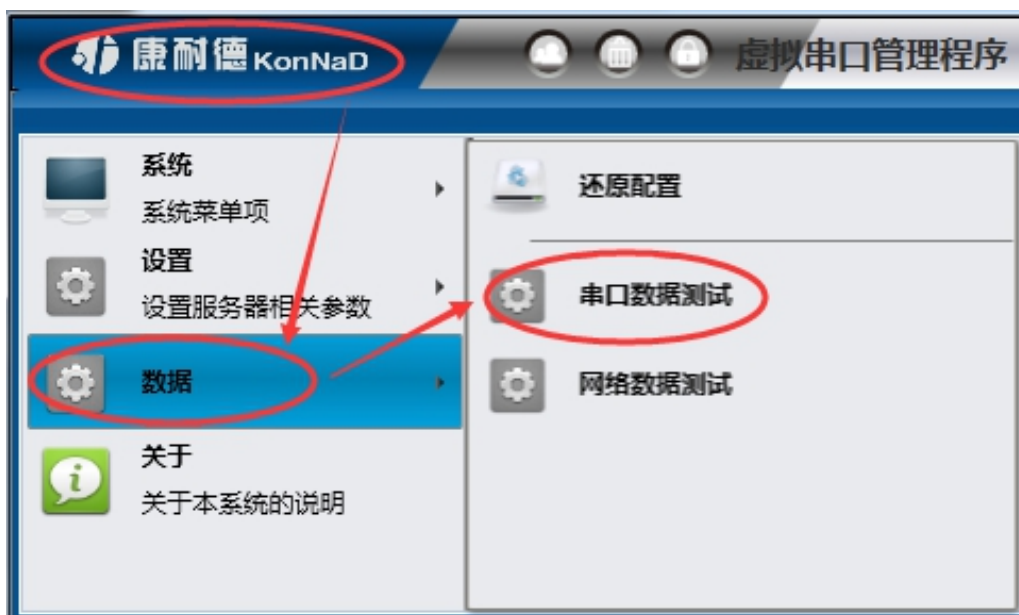 康耐德 KonNaD
虚拟串口管理程序
系统
系统菜单项
设置
设置服务器相关参数
数据
关于
关于本系统的说明
还原配置
串口数据测试
网络数据测试